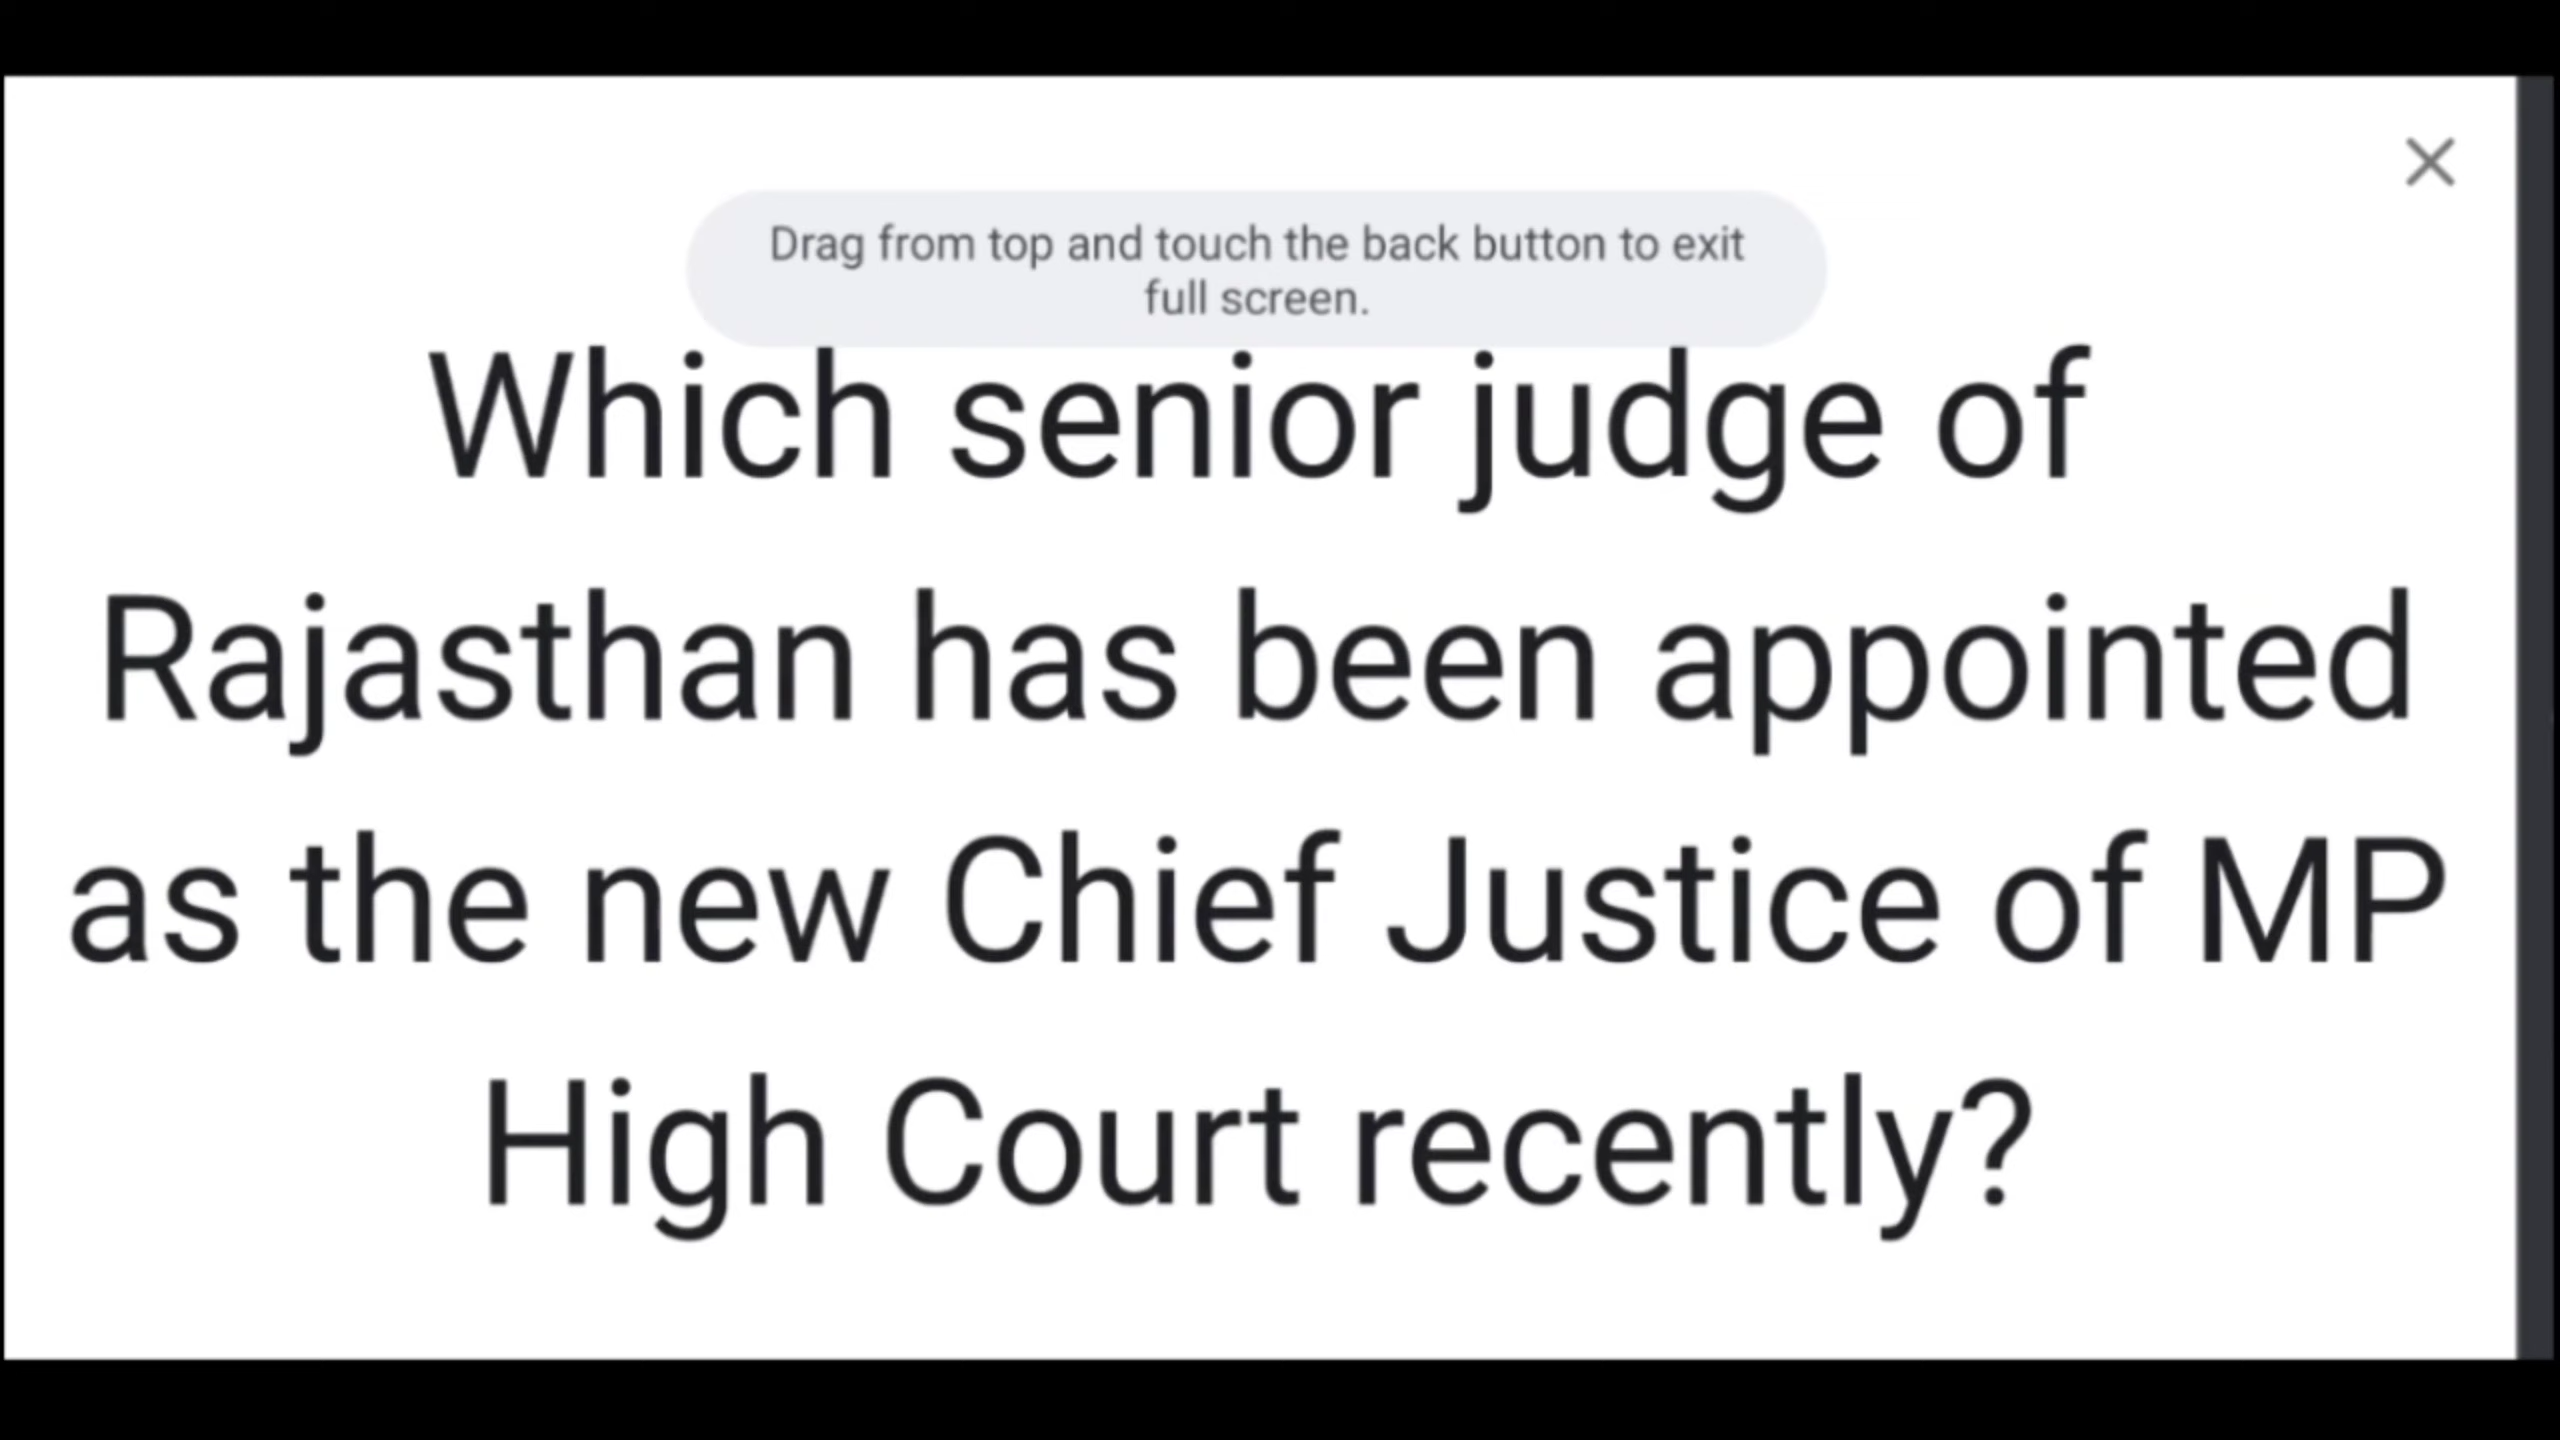 Drag from top and touch the back button to exit
full screen.
Which senior judge of
Rajasthan has been appointed
as the new Chief Justice of MP
High Court recently?